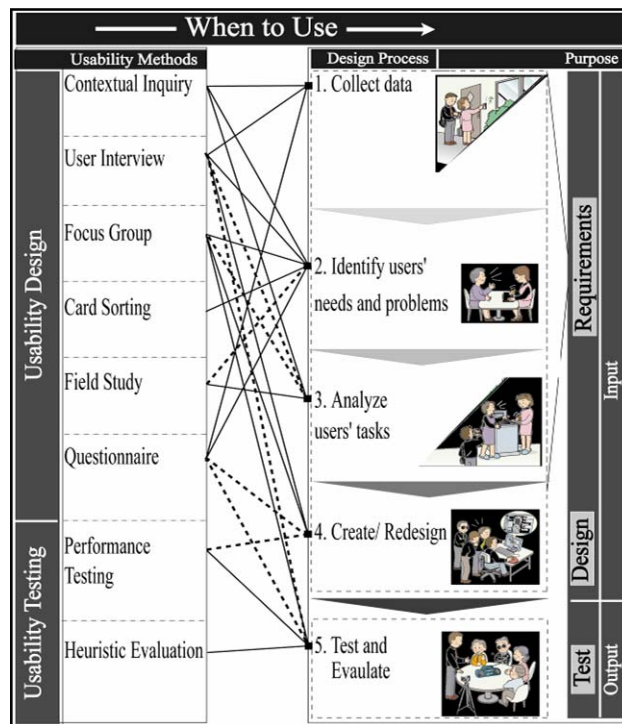 When to Use
Usability Methods
Design Process
Purpose
Usability Design
Usability Testing
Contextual Inquiry
User Interview
Focus Group
Card Sorting
Field Study
Questionnaire
Performance
Testing
Heuristic Evaluation
1. Collect data
2. Identify users'
needs and problems
3. Analyze
users' tasks
4. Create/ Redesign
5. Test and
Evaulate
Requirements
Design
Test
Input
Output